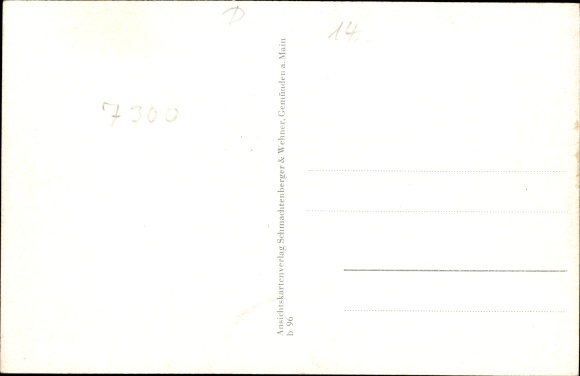 D
14.
7300
Ansichtskartenverlag Schmachtenberger & Wehner, Gemünden a. Main
b 96